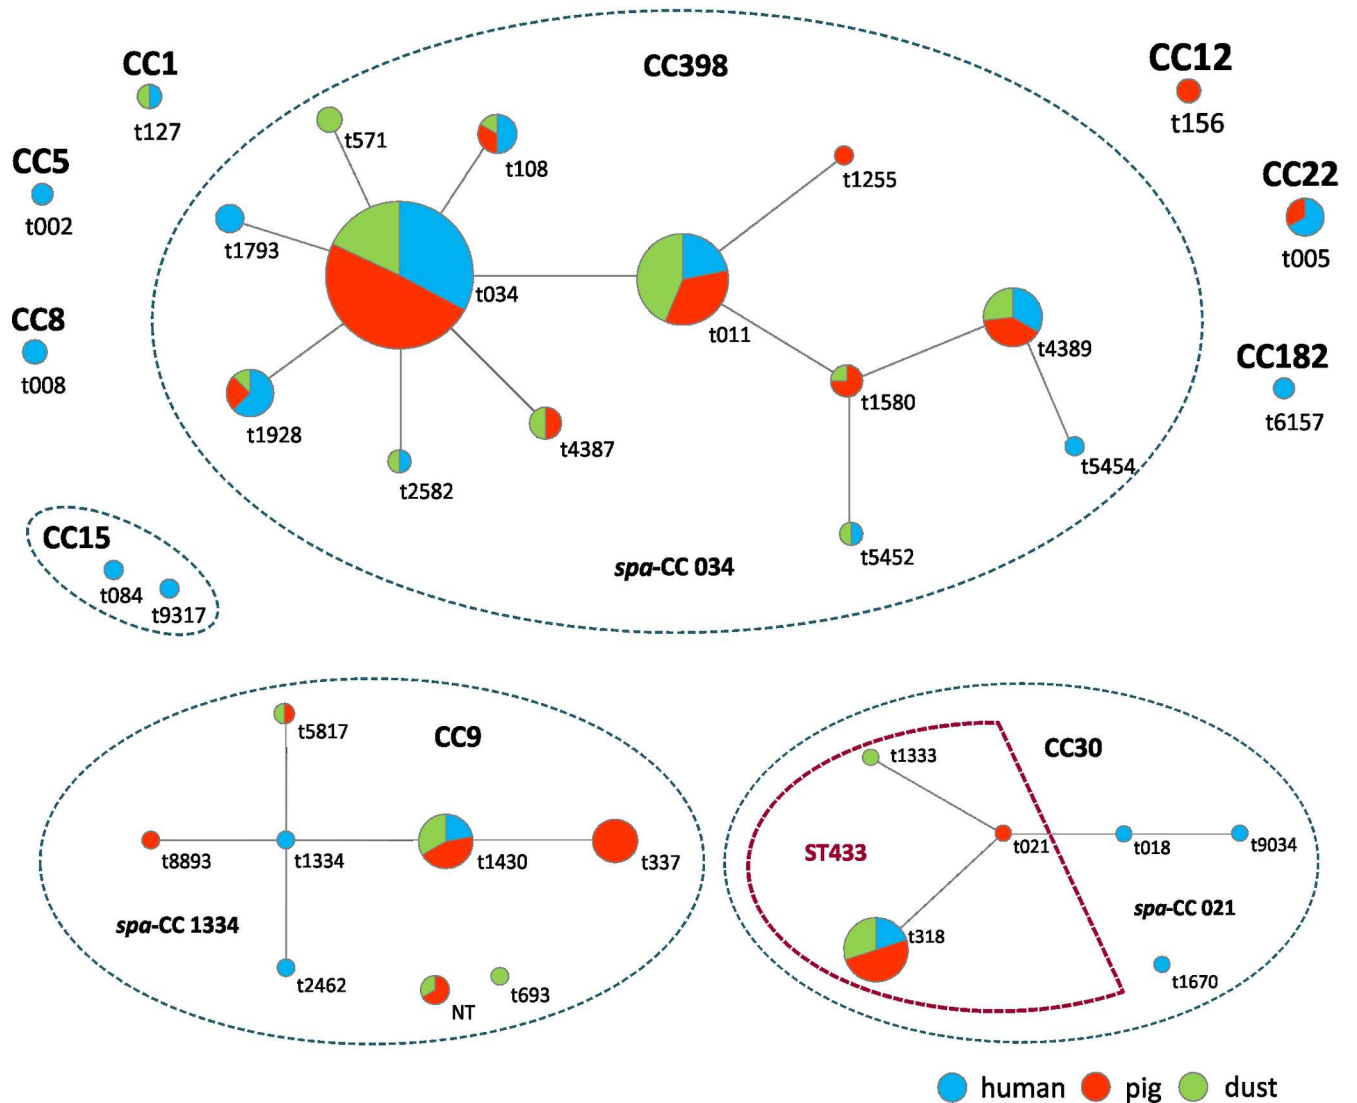 CC1
t127
CC5
t002
CC8
t008
CC15
t084
t9317
CC398
t571
t108
t1793
t034
t1928
t2582
t4387
t011
t1255
t1580
t4389
t5454
t5452
spa-CC 034
CC12
t156
CC22
t005
CC182
t6157
CC9
t5817
t8893
t1334
t1430
t337
spa-CC 1334
t2462
NT
t693
CC30
t1333
ST433
t021
t018
t9034
spa-CC 021
t318
t1670
human pig dust